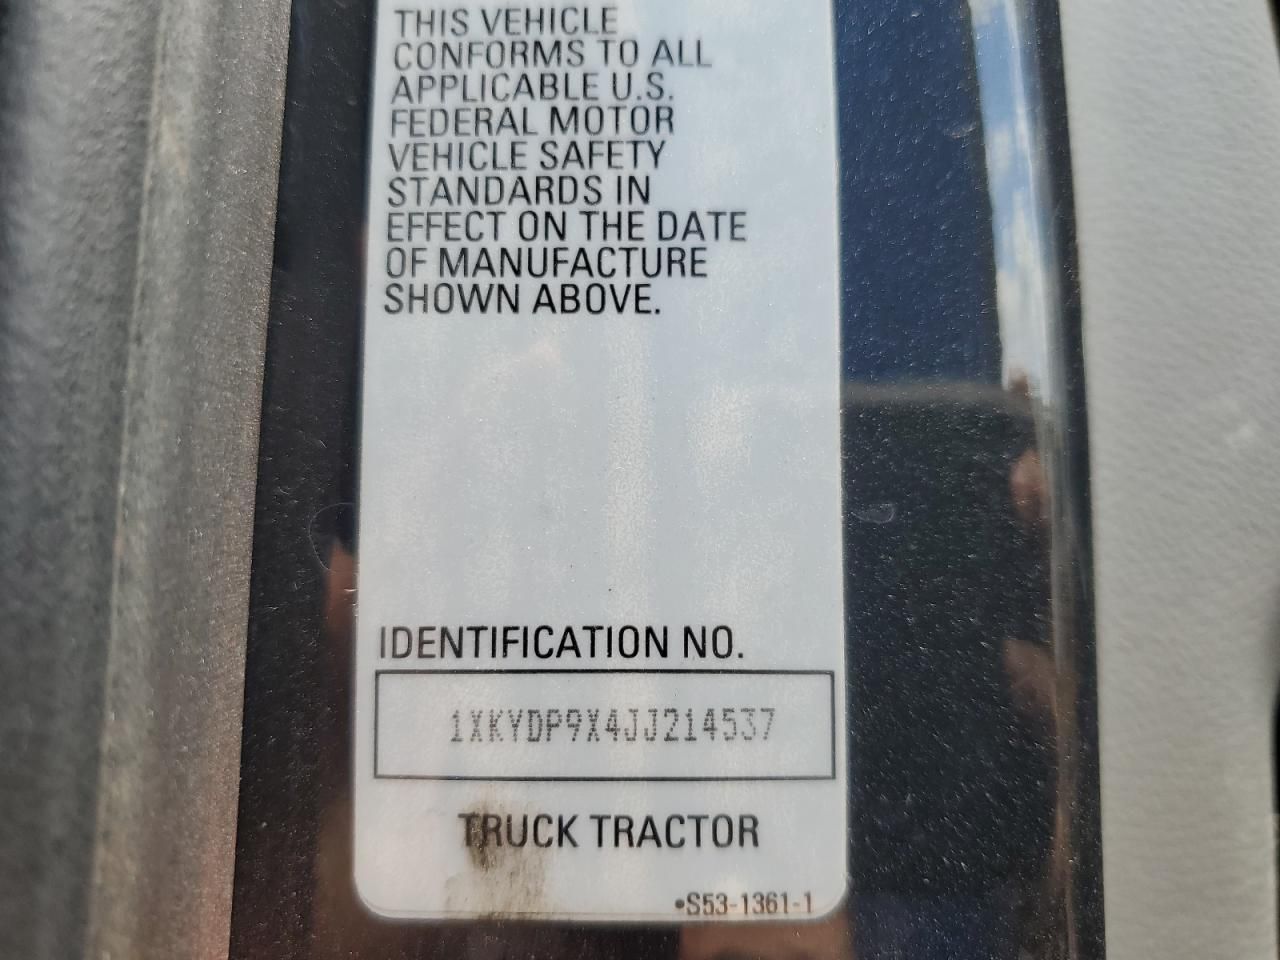 THIS VEHICLE
CONFORMS TO ALL
APPLICABLE U.S.
FEDERAL MOTOR
VEHICLE SAFETY
STANDARDS IN
EFFECT ON THE DATE
OF MANUFACTURE
SHOWN ABOVE.
IDENTIFICATION NO.
1XKYDP9X4JJ214537
TRUCK TRACTOR
•S53-1361-1